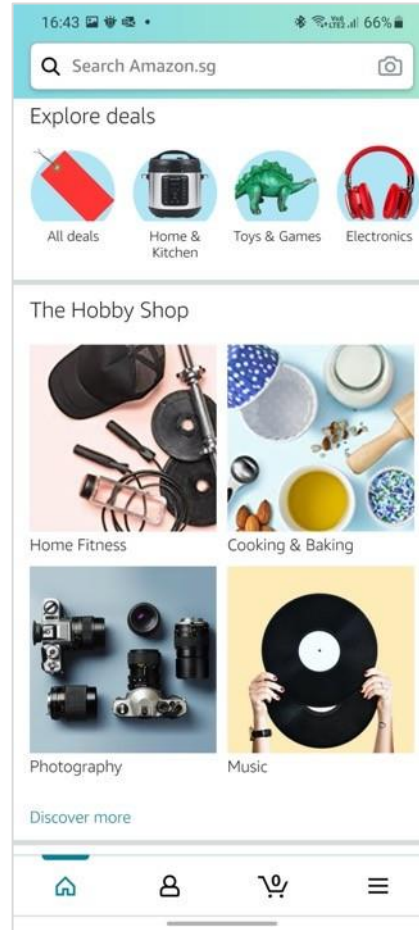 16:43 66%
Search Amazon.sg
Explore deals
All deals
Home &
Kitchen
Toys & Games
Electronics
The Hobby Shop
Home Fitness
Cooking & Baking
Photography
Music
Discover more
0